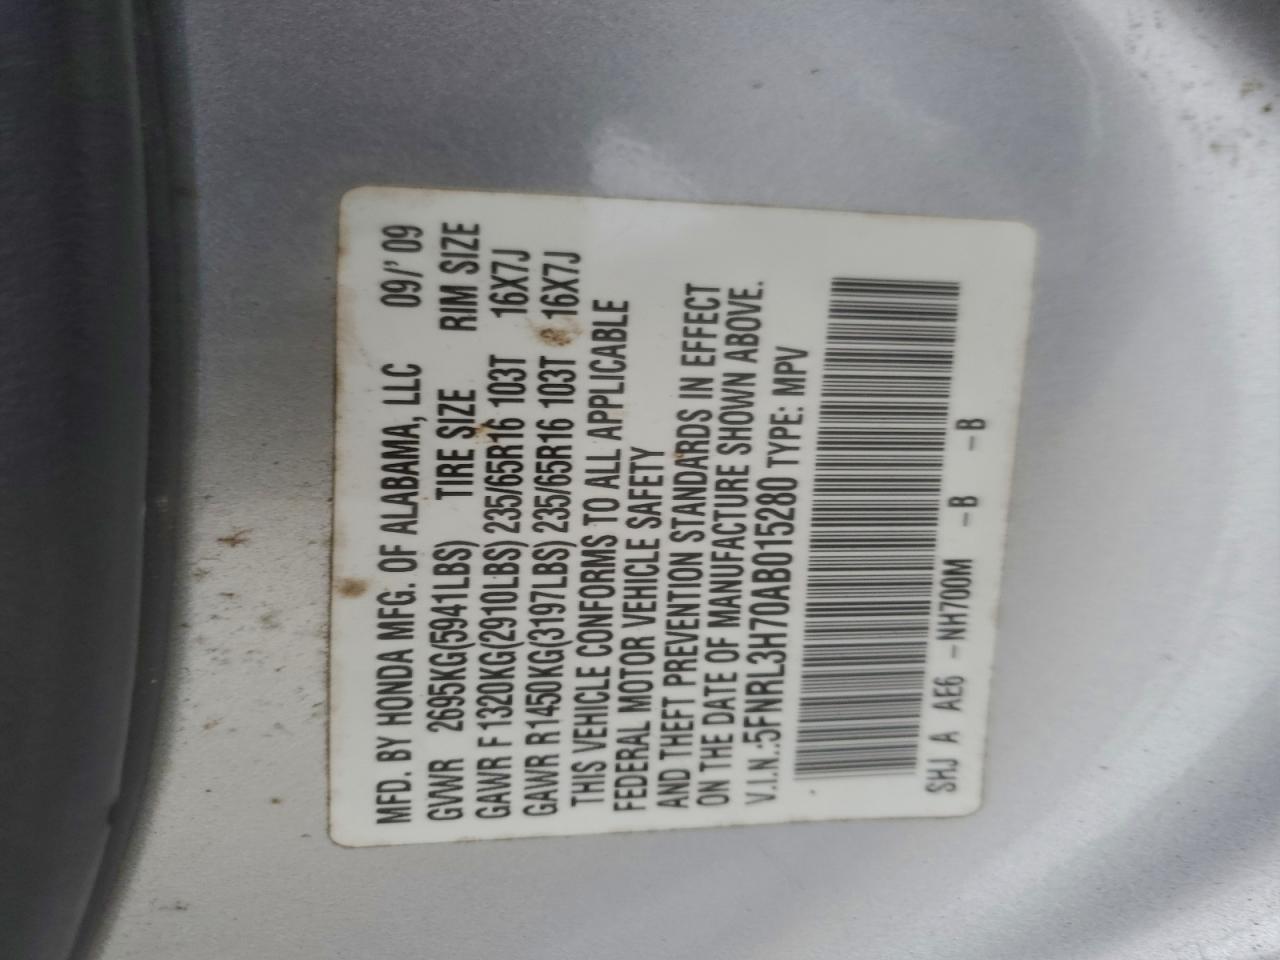 MFD. BY HONDA MFG. OF ALABAMA, LLC 09/' 09
GVWR 2695KG(5941LBS) TIRE SIZE RIM SIZE
GAWR F 1320KG(2910LBS) 235/65R16 103T 16X7J
GAWR R1450KG(3197LBS) 235/65R16 103T 16X7J
THIS VEHICLE CONFORMS TO ALL APPLICABLE
FEDERAL MOTOR VEHICLE SAFETY
AND THEFT PREVENTION STANDARDS IN EFFECT
ON THE DATE OF MANUFACTURE SHOWN ABOVE.
V.I.N.:5FNRL3H70AB015280 TYPE: MPV
SHJ A AE6 -NH700M -B -B